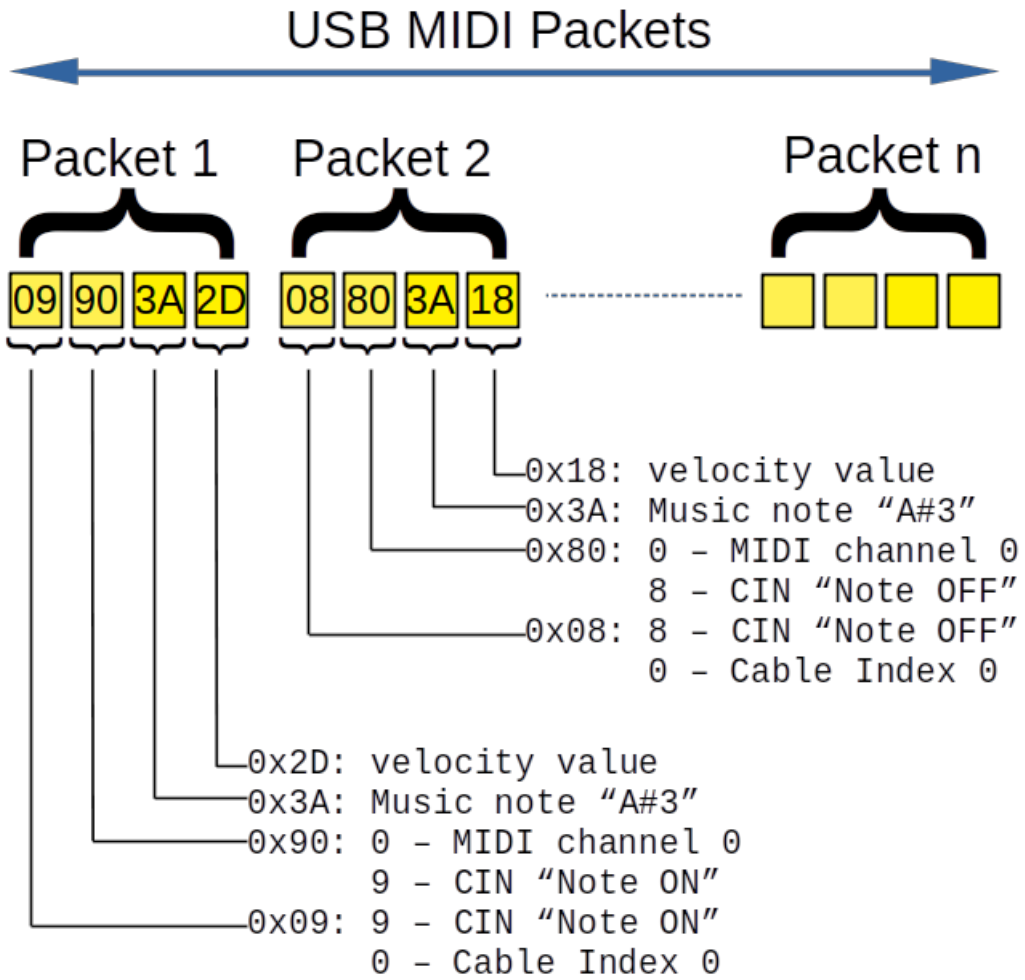 USB MIDI Packets
Packet 1 Packet 2 Packet n
09 90 3A 2D 08 80 3A 18
0x18: velocity value
0x3A: Music note “A#3”
0x80: 0 – MIDI channel 0
8 – CIN “Note OFF”
0x08: 8 – CIN “Note OFF”
0 – Cable Index 0
0x2D: velocity value
0x3A: Music note “A#3”
0x90: 0 – MIDI channel 0
9 – CIN “Note ON”
0x09: 9 – CIN “Note ON”
0 – Cable Index 0